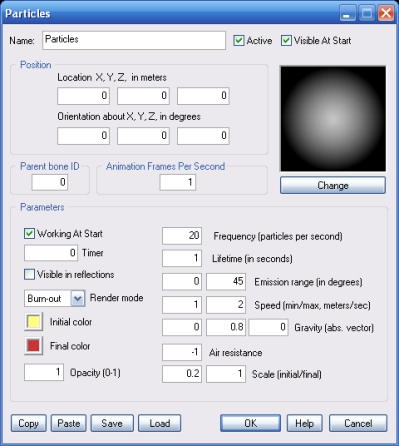 Particles
Name: Particles Active Visible At Start
Position
Location X, Y, Z, in meters
0 0 0
Orientation about X, Y, Z, in degrees
0 0 0
Parent bone ID Animation Frames Per Second
0 1
Change
Parameters
Working At Start 20 Frequency (particles per second)
0 Timer 1 Lifetime (in seconds)
Visible in reflections 0 45 Emission range (in degrees)
Burn-out Render mode 1 2 Speed (min/max, meters/sec)
Initial color 0 0.8 0 Gravity (abs. vector)
Final color -1 Air resistance
1 Opacity (0-1) 0.2 1 Scale (initial/final)
Copy Paste Save Load OK Help Cancel